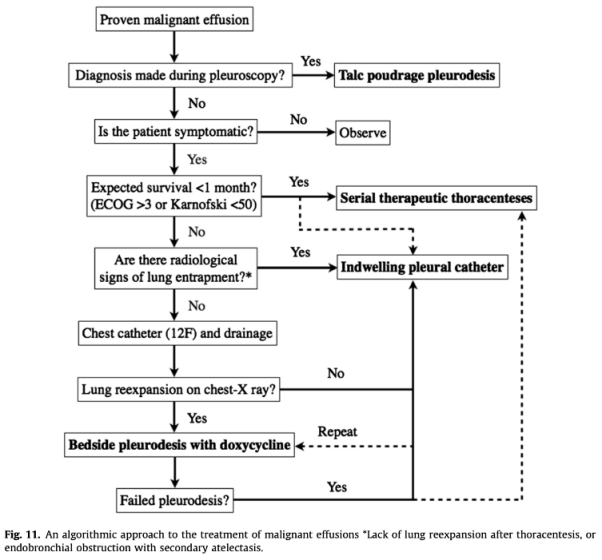 Proven malignant effusion
Diagnosis made during pleuroscopy?
Yes
Talc poudrage pleurodesis
No
Is the patient symptomatic?
No
Observe
Yes
Expected survival <1 month?
(ECOG >3 or Karnofski <50)
Yes
Serial therapeutic thoracenteses
No
Are there radiological
signs of lung entrapment?*
Yes
Indwelling pleural catheter
No
Chest catheter (12F) and drainage
Lung reexpansion on chest-X ray?
No
Yes
Bedside pleurodesis with doxycycline
Repeat
Failed pleurodesis?
Yes
Fig. 11. An algorithmic approach to the treatment of malignant effusions *Lack of lung reexpansion after thoracentesis, or
endobronchial obstruction with secondary atelectasis.